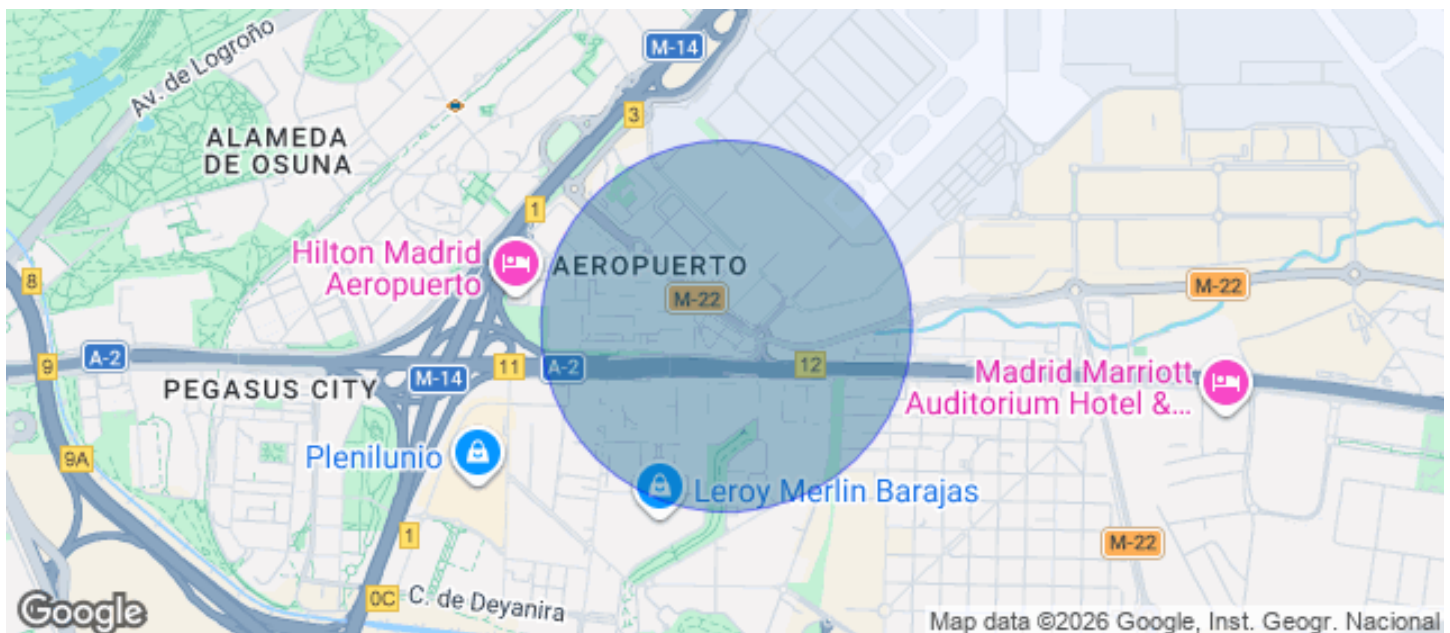 M-14
Av. de Logroño
3
ALAMEDA
DE OSUNA
1
Hilton Madrid
Aeropuerto
AEROPUERTO
8
M-22
M-22
9
A-2
M-14
11
A-2
12
PEGASUS CITY
Madrid Marriott
Auditorium Hotel &...
9A
Plenilunio
Leroy Merlin Barajas
1
M-22
0C
C. de Deyanira
Google
Map data ©2026 Google, Inst. Geogr. Nacional